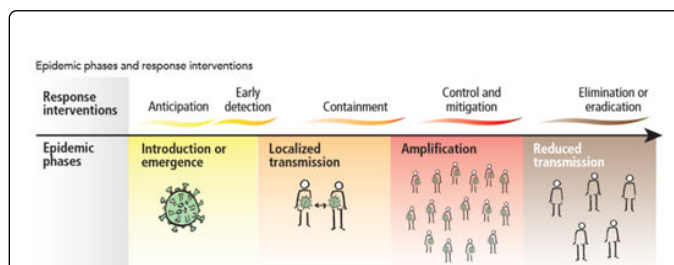 Epidemic phases and response interventions
Response
interventions
Anticipation
Early
detection
Containment
Control and
mitigation
Elimination or
eradication
Epidemic
phases
Introduction or
emergence
Localized
transmission
Amplification
Reduced
transmission